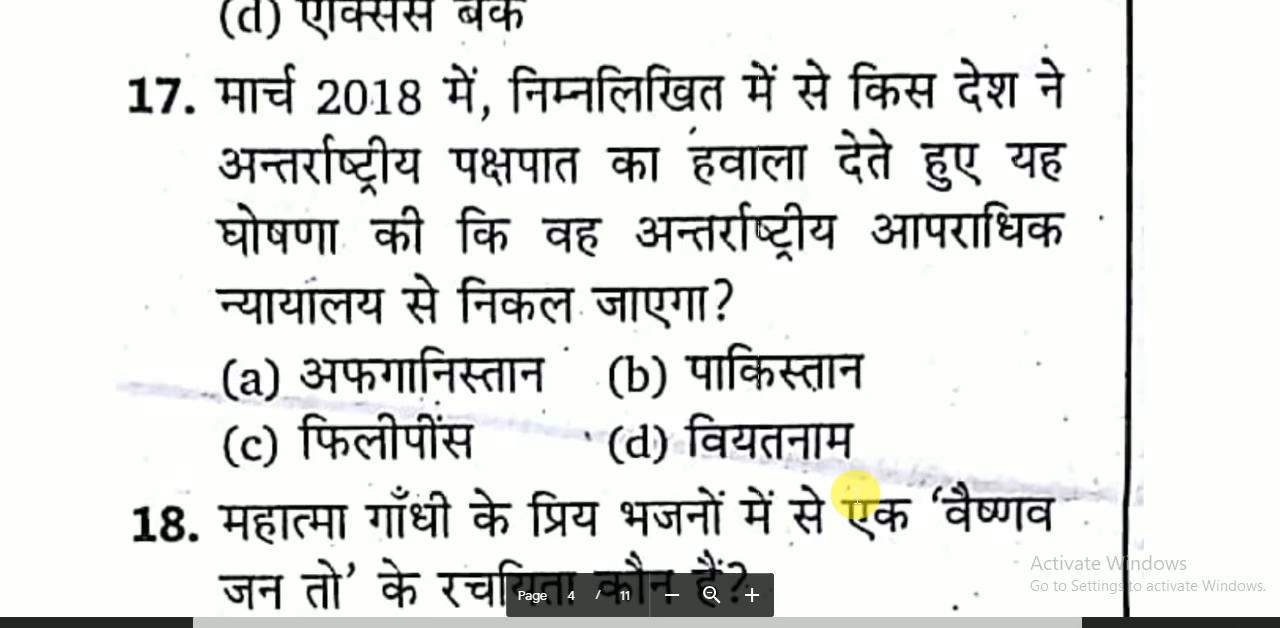 (d) एक्सिस बैंक
17. मार्च 2018 में, निम्नलिखित में से किस देश ने
अन्तर्राष्ट्रीय पक्षपात का हवाला देते हुए यह
घोषणा की कि वह अन्तर्राष्ट्रीय आपराधिक
न्यायालय से निकल जाएगा?
(a) अफगानिस्तान (b) पाकिस्तान
(c) फिलीपींस (d) वियतनाम
18. महात्मा गाँधी के प्रिय भजनों में से एक ‘वैष्णव
जन तो’ के रचयिता कौन हैं?
Page 4 / 11
Activate Windows
Go to Settings to activate Windows.